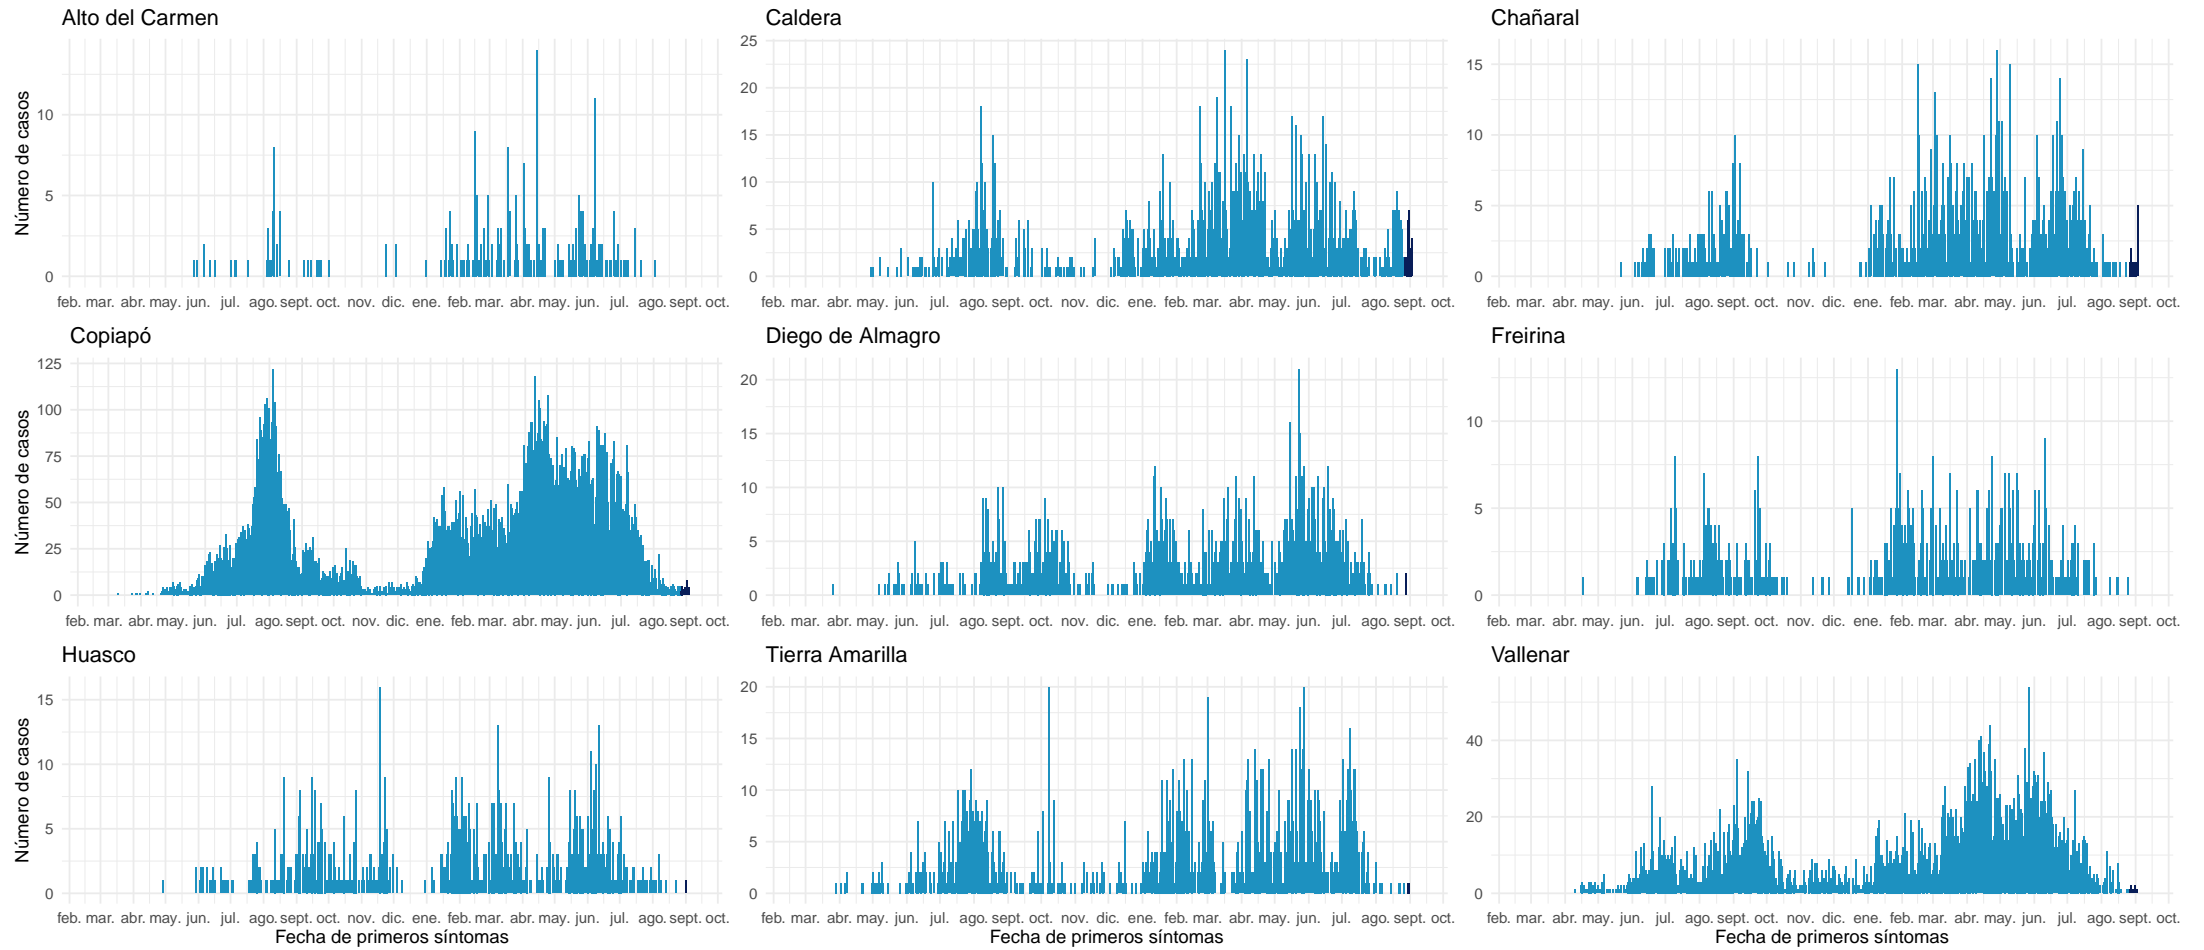 Alto del Carmen
Caldera
Chañaral
Número de casos
10
5
0
feb. mar. abr. may. jun. jul. ago. sept. oct. nov. dic. ene. feb. mar. abr. may. jun. jul. ago. sept. oct.
25
20
15
10
5
0
feb. mar. abr. may. jun. jul. ago. sept. oct. nov. dic. ene. feb. mar. abr. may. jun. jul. ago. sept. oct.
15
10
5
0
feb. mar. abr. may. jun. jul. ago. sept. oct. nov. dic. ene. feb. mar. abr. may. jun. jul. ago. sept. oct.
Copiapó
Diego de Almagro
Freirina
Número de casos
125
100
75
50
25
0
feb. mar. abr. may. jun. jul. ago. sept. oct. nov. dic. ene. feb. mar. abr. may. jun. jul. ago. sept. oct.
20
15
10
5
0
feb. mar. abr. may. jun. jul. ago. sept. oct. nov. dic. ene. feb. mar. abr. may. jun. jul. ago. sept. oct.
10
5
0
feb. mar. abr. may. jun. jul. ago. sept. oct. nov. dic. ene. feb. mar. abr. may. jun. jul. ago. sept. oct.
Huasco
Tierra Amarilla
Vallenar
Número de casos
15
10
5
0
feb. mar. abr. may. jun. jul. ago. sept. oct. nov. dic. ene. feb. mar. abr. may. jun. jul. ago. sept. oct.
Fecha de primeros síntomas
20
15
10
5
0
feb. mar. abr. may. jun. jul. ago. sept. oct. nov. dic. ene. feb. mar. abr. may. jun. jul. ago. sept. oct.
Fecha de primeros síntomas
40
20
0
feb. mar. abr. may. jun. jul. ago. sept. oct. nov. dic. ene. feb. mar. abr. may. jun. jul. ago. sept. oct.
Fecha de primeros síntomas